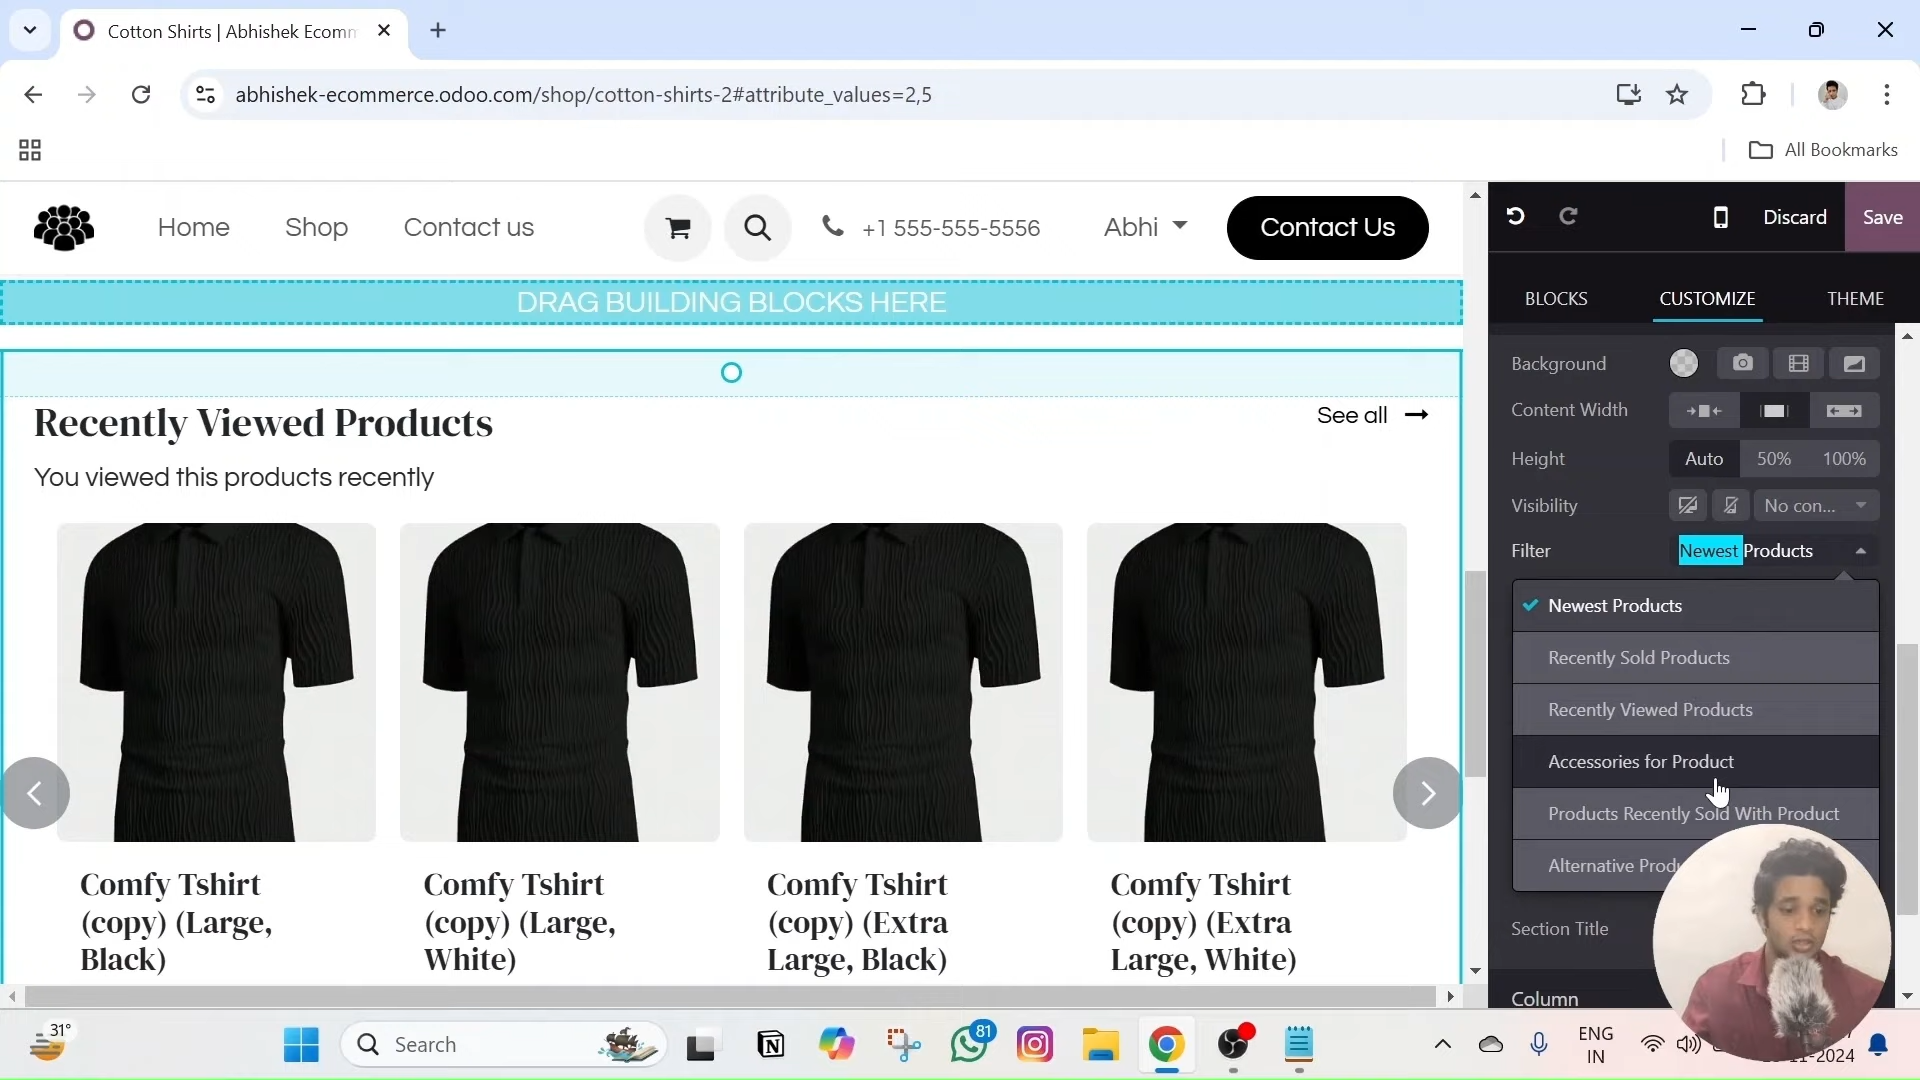 Cotton Shirts | Abhishek Ecomm
abhishek-ecommerce.odoo.com/shop/cotton-shirts-2#attribute_values=2,5
All Bookmarks
Home
Shop
Contact us
+1 555-555-5556
Abhi
Contact Us
Discard
Save
DRAG BUILDING BLOCKS HERE
BLOCKS
CUSTOMIZE
THEME
Recently Viewed Products
See all
You viewed this products recently
Comfy Tshirt
(copy) (Large,
Black)
Comfy Tshirt
(copy) (Large,
White)
Comfy Tshirt
(copy) (Extra
Large, Black)
Comfy Tshirt
(copy) (Extra
Large, White)
Background
Content Width
Height
Auto
50%
100%
Visibility
No con...
Filter
Newest Products
Newest Products
Recently Sold Products
Recently Viewed Products
Accessories for Product
Products Recently Sold With Product
Alternative
Section Title
Column
31°
Search
81
ENG
IN
2024